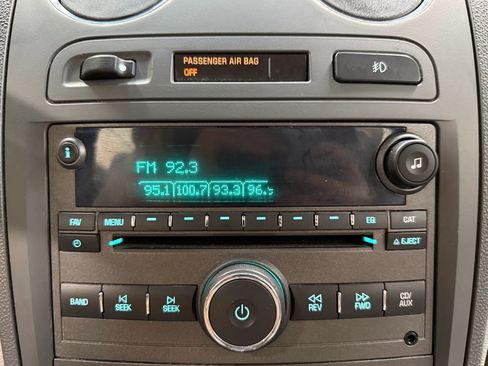 PASSENGER AIR BAG
OFF
FM 92.3
95.1 100.7 93.3 96.9
FAV MENU EQ CAT
EJECT
BAND SEEK SEEK REV FWD CD/
AUX